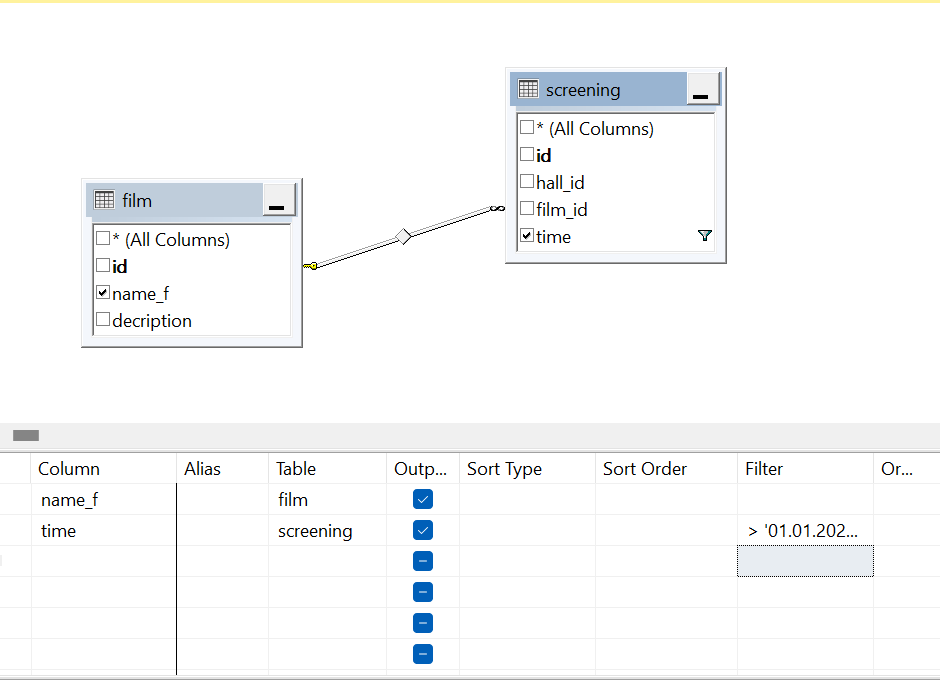 screening
* (All Columns)
id
hall_id
film_id
time
film
* (All Columns)
id
name_f
decription
Column Alias Table Outp... Sort Type Sort Order Filter Or...
name_f film
time screening > '01.01.202...